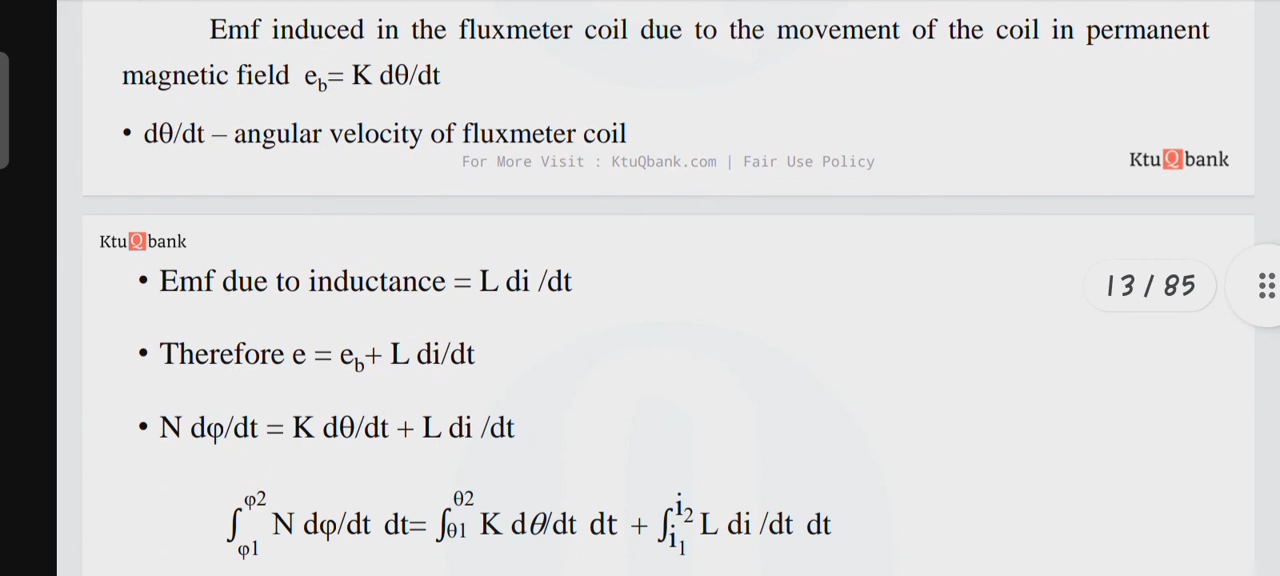 Emf induced in the fluxmeter coil due to the movement of the coil in permanent
magnetic field e_b= K dθ/dt
• dθ/dt – angular velocity of fluxmeter coil
For More Visit : KtuQbank.com | Fair Use Policy
KtuQbank
KtuQbank
• Emf due to inductance = L di /dt
13 / 85
• Therefore e = e_b+ L di/dt
• N dφ/dt = K dθ/dt + L di /dt
∫_φ1^φ2 N dφ/dt dt= ∫_θ1^θ2 K dθ/dt dt + ∫_i_1^i_2 L di /dt dt